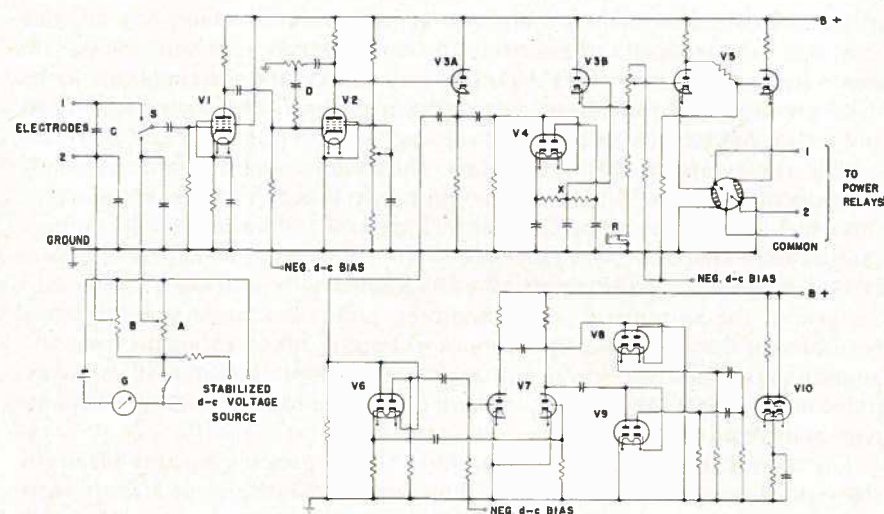 B +
V1
V2
V3A
V3B
V5
1
ELECTRODES
C
S
2
D
V4
X
R
1
2
TO
POWER
RELAYS
COMMON
GROUND
NEG. d-c BIAS
NEG. d-c BIAS
B +
B
A
G
STABILIZED
d-c VOLTAGE
SOURCE
V6
V7
V8
V9
V10
NEG. d-c BIAS